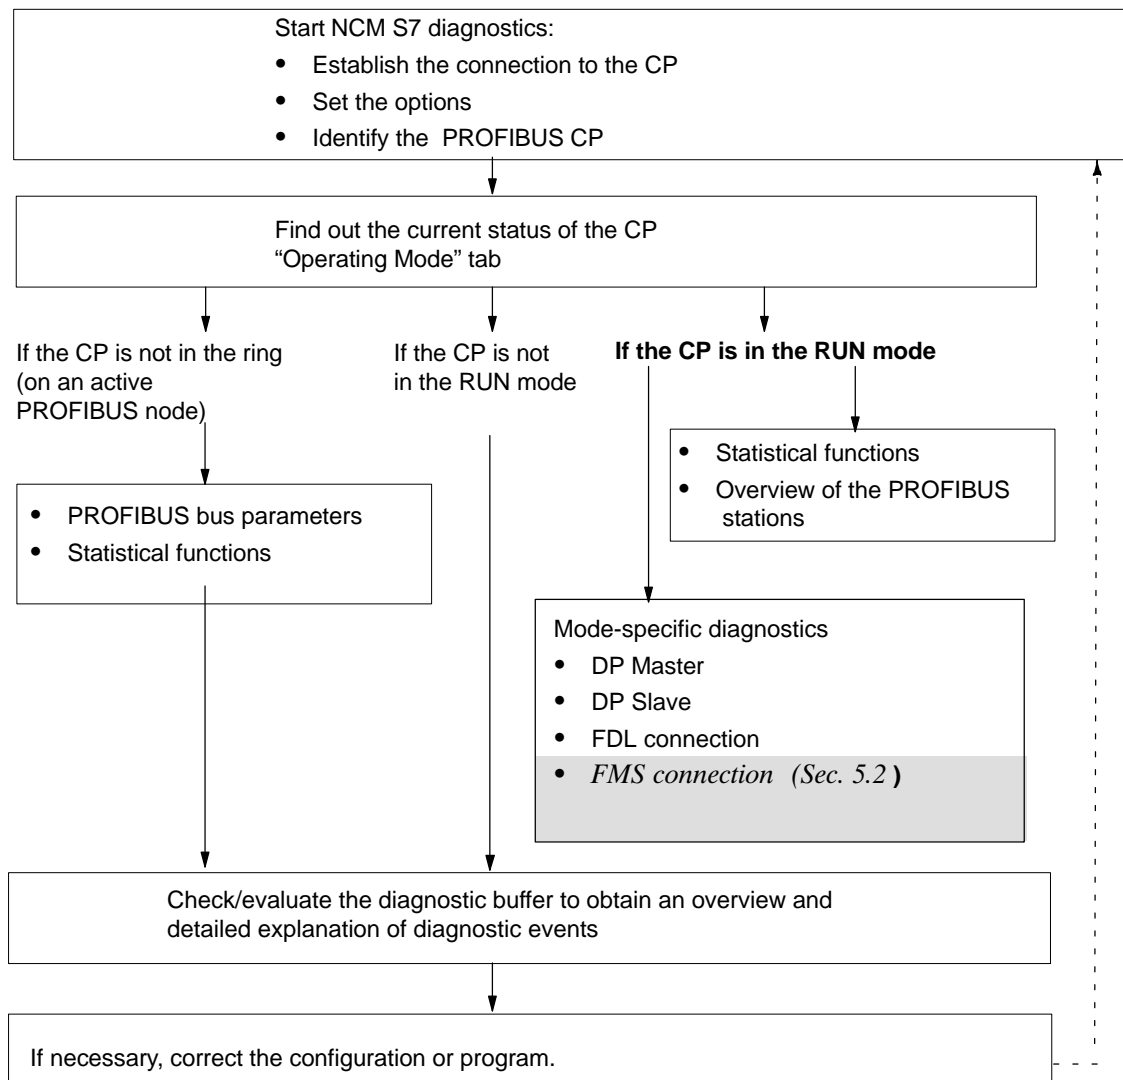 Start NCM S7 diagnostics:
• Establish the connection to the CP
• Set the options
• Identify the PROFIBUS CP
Find out the current status of the CP
“Operating Mode” tab
If the CP is not in the ring
(on an active
PROFIBUS node)
If the CP is not
in the RUN mode
If the CP is in the RUN mode
• Statistical functions
• Overview of the PROFIBUS
stations
• PROFIBUS bus parameters
• Statistical functions
Mode-specific diagnostics
• DP Master
• DP Slave
• FDL connection
• FMS connection (Sec. 5.2 )
Check/evaluate the diagnostic buffer to obtain an overview and
detailed explanation of diagnostic events
If necessary, correct the configuration or program.